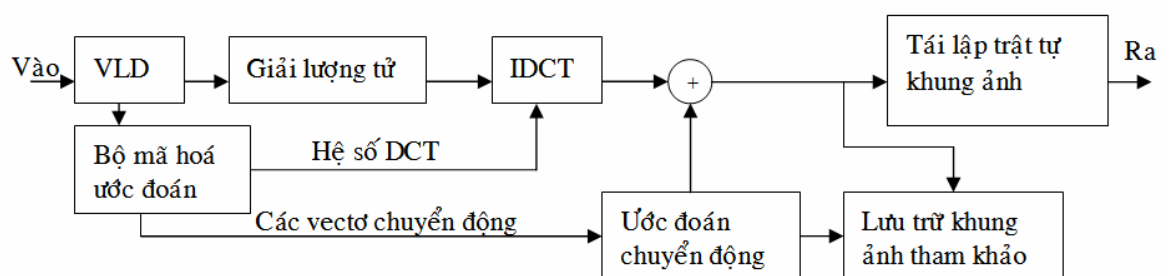 Vào
VLD
Giải lượng tử
IDCT
+
Tái lập trật tự
khung ảnh
Ra
Bộ mã hoá
ước đoán
Hệ số DCT
Các vectơ chuyển động
Ước đoán
chuyển động
Lưu trữ khung
ảnh tham khảo